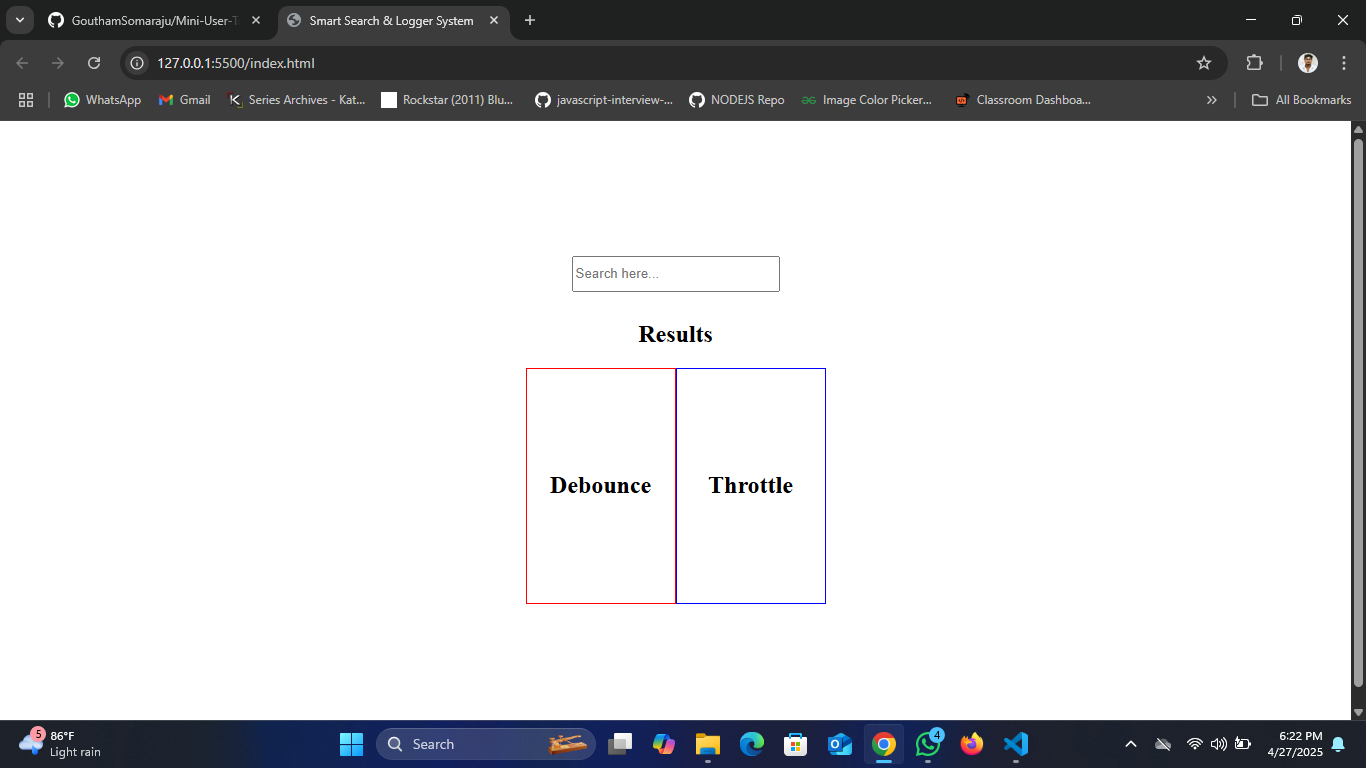 GouthamSomaraju/Mini-User-T
Smart Search & Logger System
127.0.0.1:5500/index.html
WhatsApp
Gmail
Series Archives - Kat...
Rockstar (2011) Blu...
javascript-interview-...
NODEJS Repo
Image Color Picker...
Classroom Dashboa...
All Bookmarks
Search here...
Results
Debounce
Throttle
5
86°F
Light rain
Search
4
6:22 PM
4/27/2025